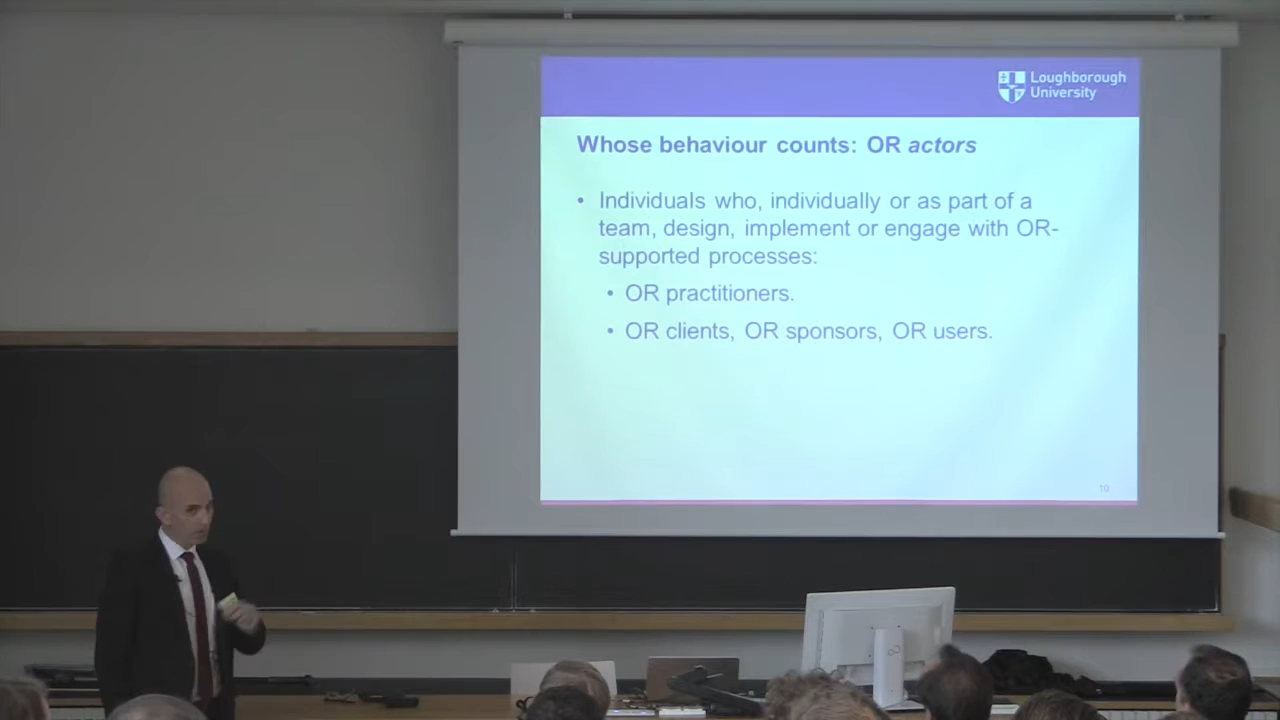 Loughborough
University
Whose behaviour counts: OR actors
• Individuals who, individually or as part of a
team, design, implement or engage with OR-
supported processes:
• OR practitioners.
• OR clients, OR sponsors, OR users.
10